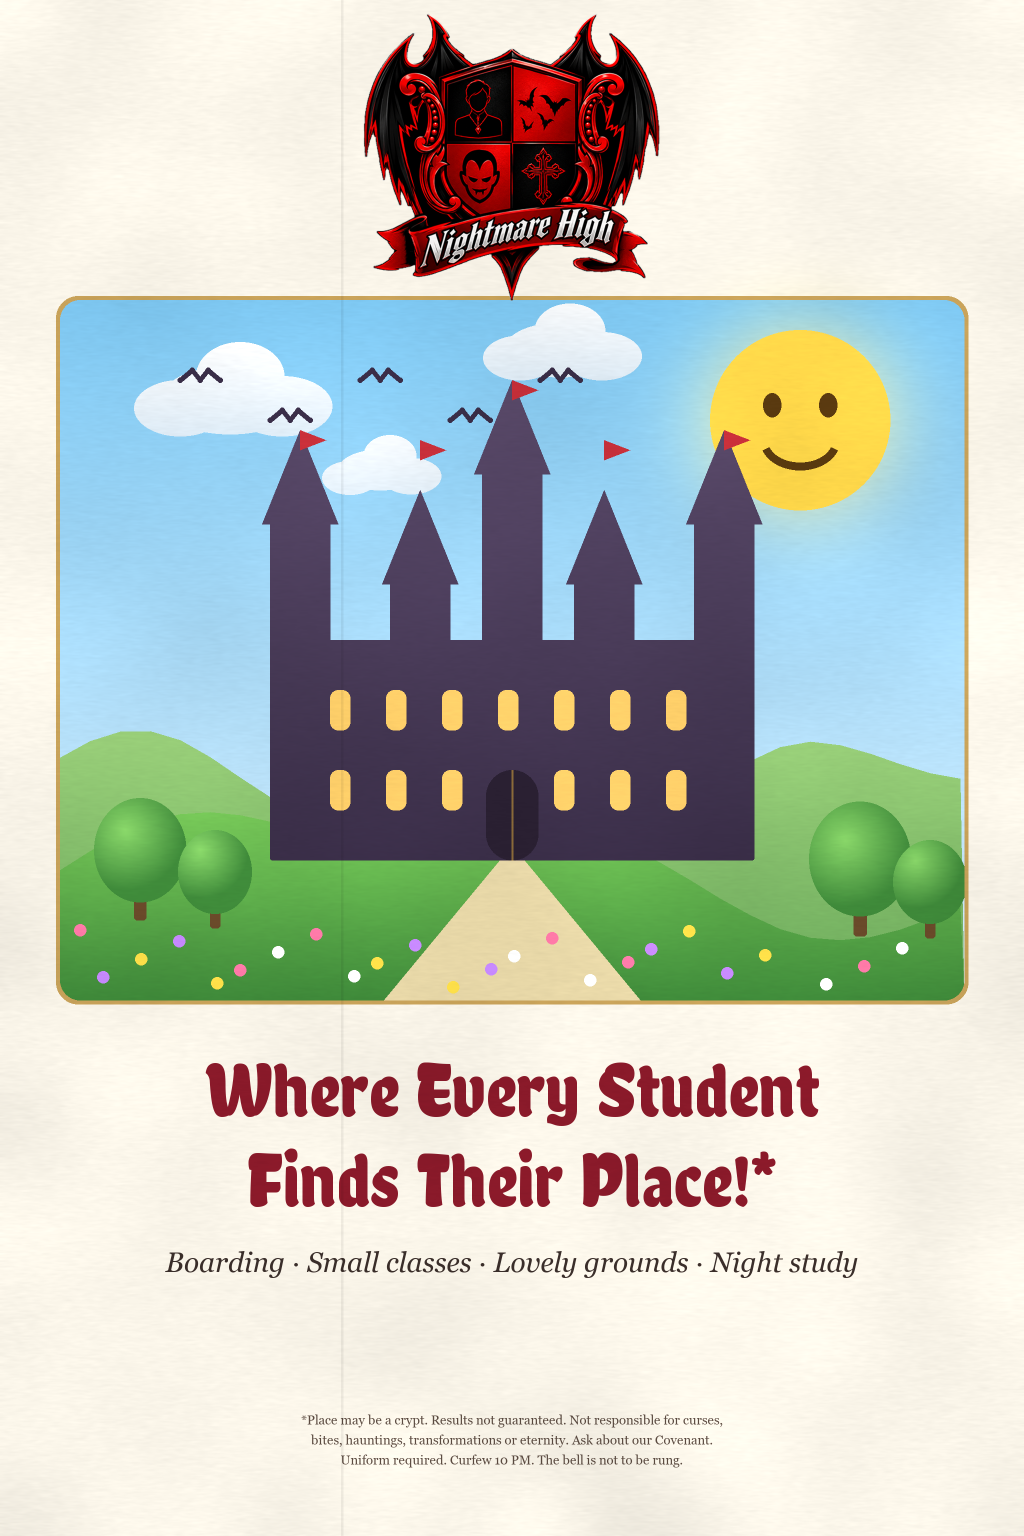 Nightmare High
Where Every Student
Finds Their Place!*
Boarding · Small classes · Lovely grounds · Night study
*Place may be a crypt. Results not guaranteed. Not responsible for curses,
bites, hauntings, transformations or eternity. Ask about our Covenant.
Uniform required. Curfew 10 PM. The bell is not to be rung.